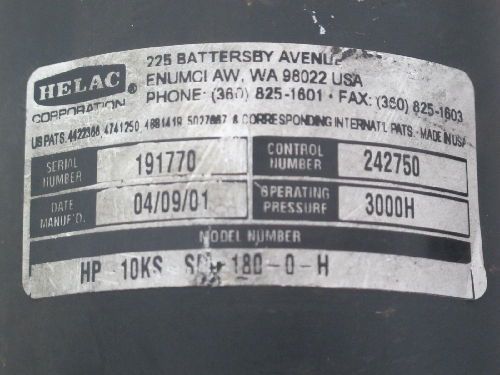 225 BATTERSBY AVENUE
HELAC ® ENUMCLAW, WA 98022 USA
CORPORATION PHONE: (360) 825-1601 · FAX: (360) 825-1603
US PATS. 4422366, 4741250, 4881419, 5027667 & CORRESPONDING INTERNAT'L PATS · MADE IN USA
SERIAL NUMBER 191770 CONTROL NUMBER 242750
DATE MANUF'D. 04/09/01 OPERATING PRESSURE 3000H
MODEL NUMBER
HP 10KS 180-0-H